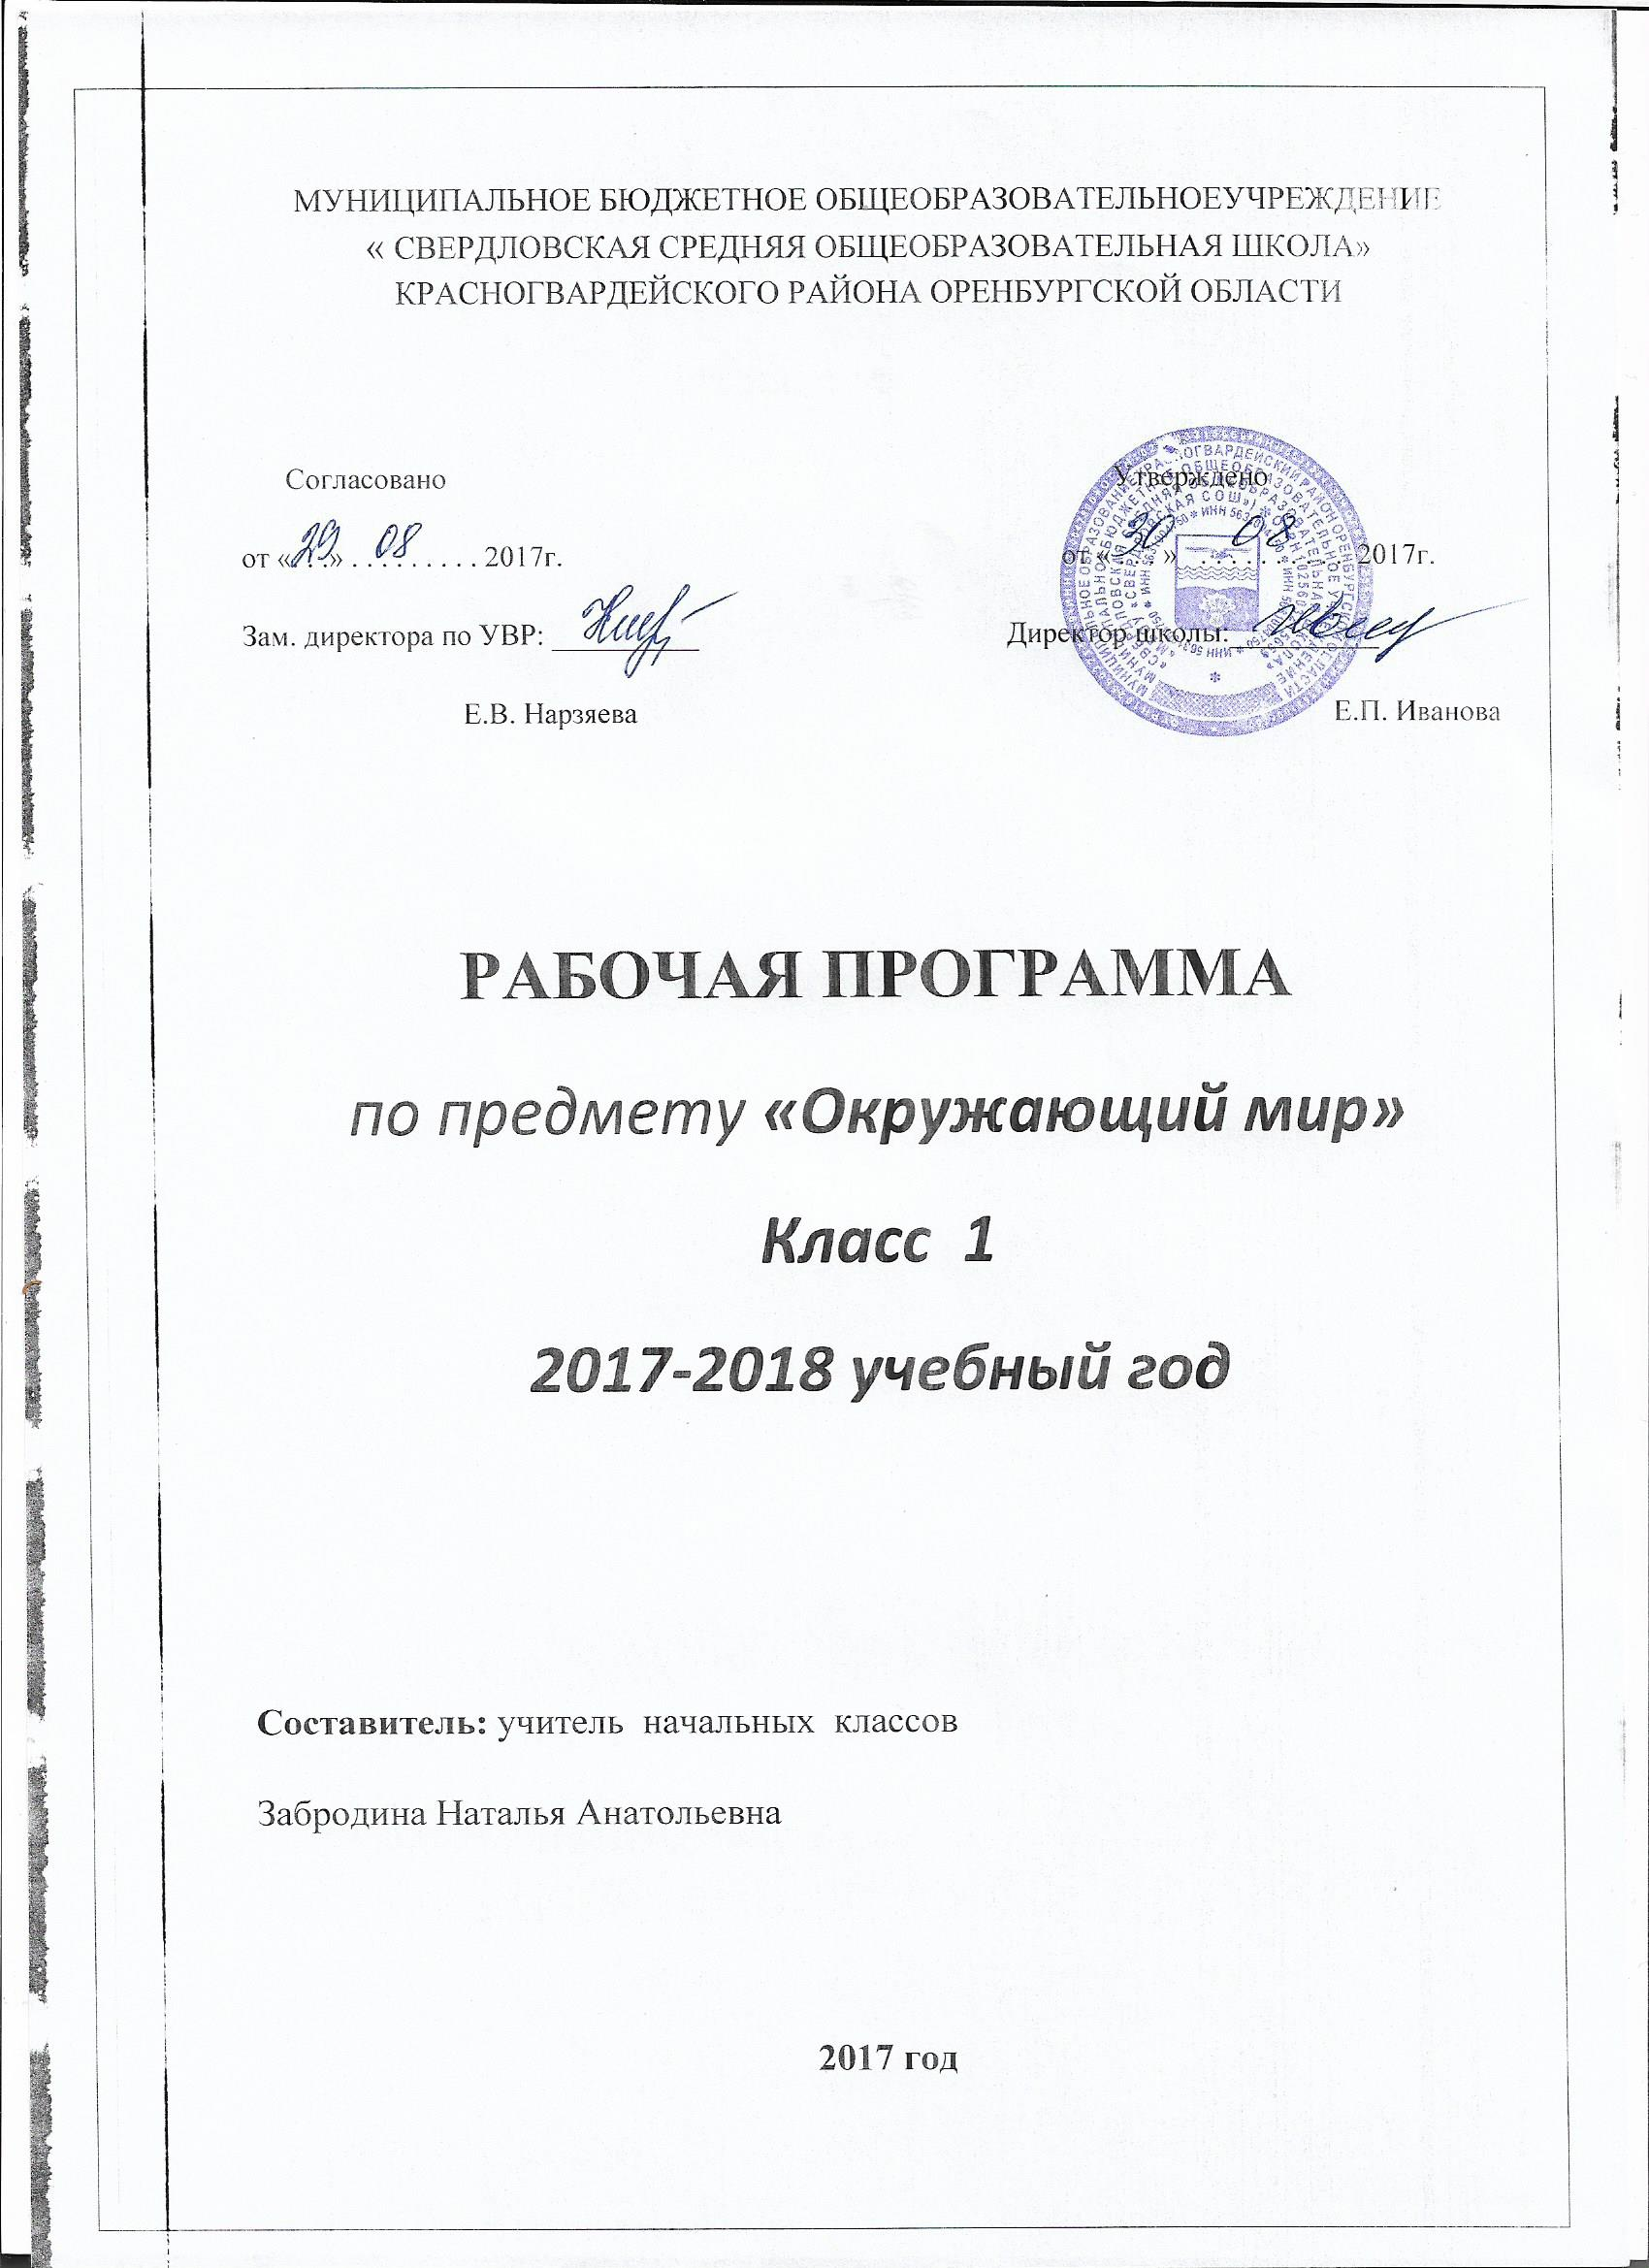 МУНИЦИПАЛЬНОЕ БЮДЖЕТНОЕ ОБЩЕОБРАЗОВАТЕЛЬНОЕУЧРЕЖДЕНИЕ
« СВЕРДЛОВСКАЯ СРЕДНЯЯ ОБЩЕОБРАЗОВАТЕЛЬНАЯ ШКОЛА»
КРАСНОГВАРДЕЙСКОГО РАЙОНА ОРЕНБУРГСКОЙ ОБЛАСТИ
Согласовано
Утверждено
от «29» 08 2017г.
от «30» 08 2017г.
Зам. директора по УВР:
Директор школы:
Е.В. Нарзяева
Е.П. Иванова
РАБОЧАЯ ПРОГРАММА
по предмету «Окружающий мир»
Класс 1
2017-2018 учебный год
Составитель: учитель начальных классов
Забродина Наталья Анатольевна
2017 год